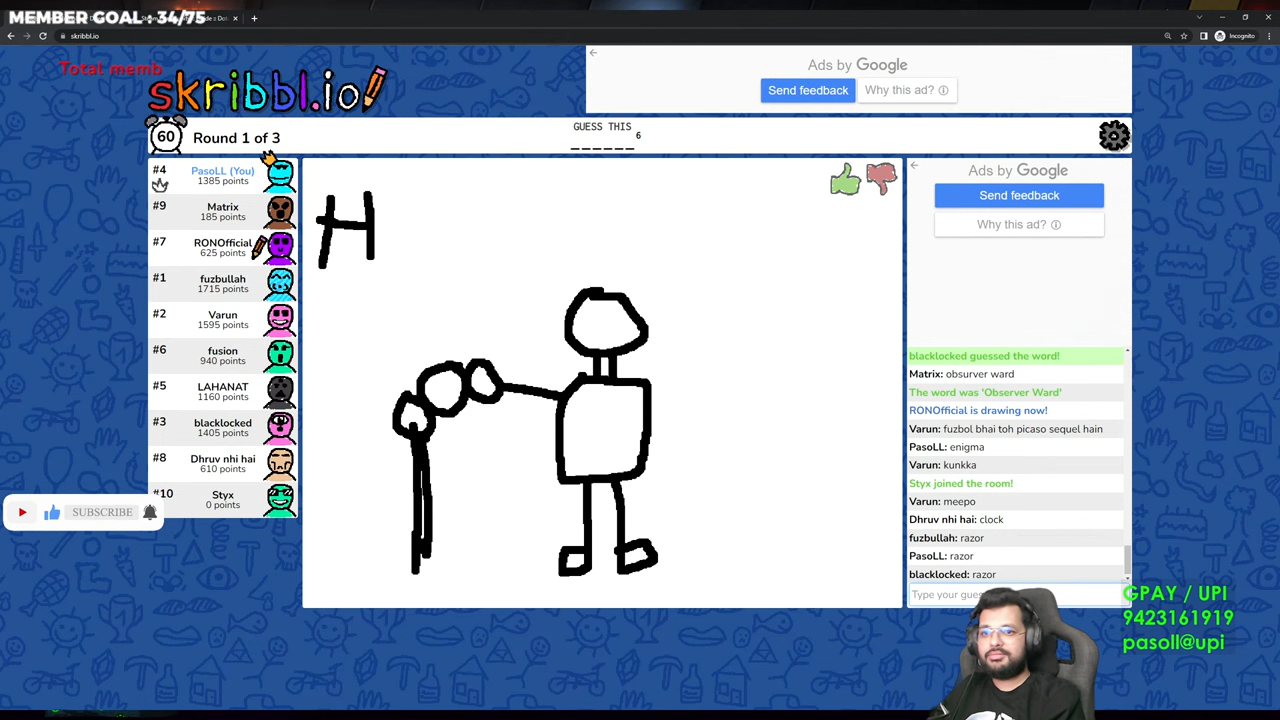 MEMBER GOAL : 34/75
skribbl.io
Incognito
Total memb
skribbl.io
Ads by Google
Send feedback
Why this ad?
60
Round 1 of 3
GUESS THIS
6
______
#4
PasoLL (You)
1385 points
#9
Matrix
185 points
#7
RONOfficial
625 points
#1
fuzbullah
1715 points
#2
Varun
1595 points
#6
fusion
940 points
#5
LAHANAT
1160 points
#3
blacklocked
1405 points
#8
Dhruv nhi hai
610 points
#10
Styx
0 points
SUBSCRIBE
H
Ads by Google
Send feedback
Why this ad?
blacklocked guessed the word!
Matrix: obsurver ward
The word was 'Observer Ward'
RONOfficial is drawing now!
Varun: fuzbol bhai toh picaso sequel hain
PasoLL: enigma
Varun: kunkka
Styx joined the room!
Varun: meepo
Dhruv nhi hai: clock
fuzbullah: razor
PasoLL: razor
blacklocked: razor
Type your gues
GPAY / UPI
9423161919
pasoll@upi